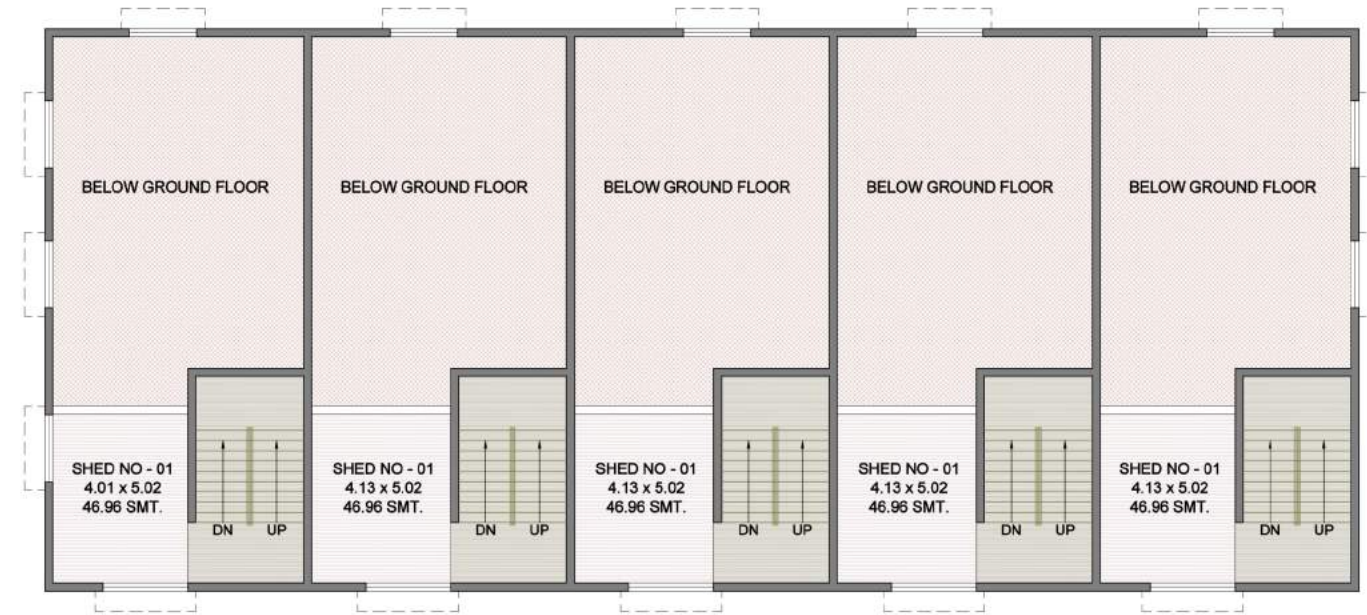 BELOW GROUND FLOOR
BELOW GROUND FLOOR
BELOW GROUND FLOOR
BELOW GROUND FLOOR
BELOW GROUND FLOOR
SHED NO - 01
4.01 x 5.02
46.96 SMT.
DN
UP
SHED NO - 01
4.13 x 5.02
46.96 SMT.
DN
UP
SHED NO - 01
4.13 x 5.02
46.96 SMT.
DN
UP
SHED NO - 01
4.13 x 5.02
46.96 SMT.
DN
UP
SHED NO - 01
4.13 x 5.02
46.96 SMT.
DN
UP